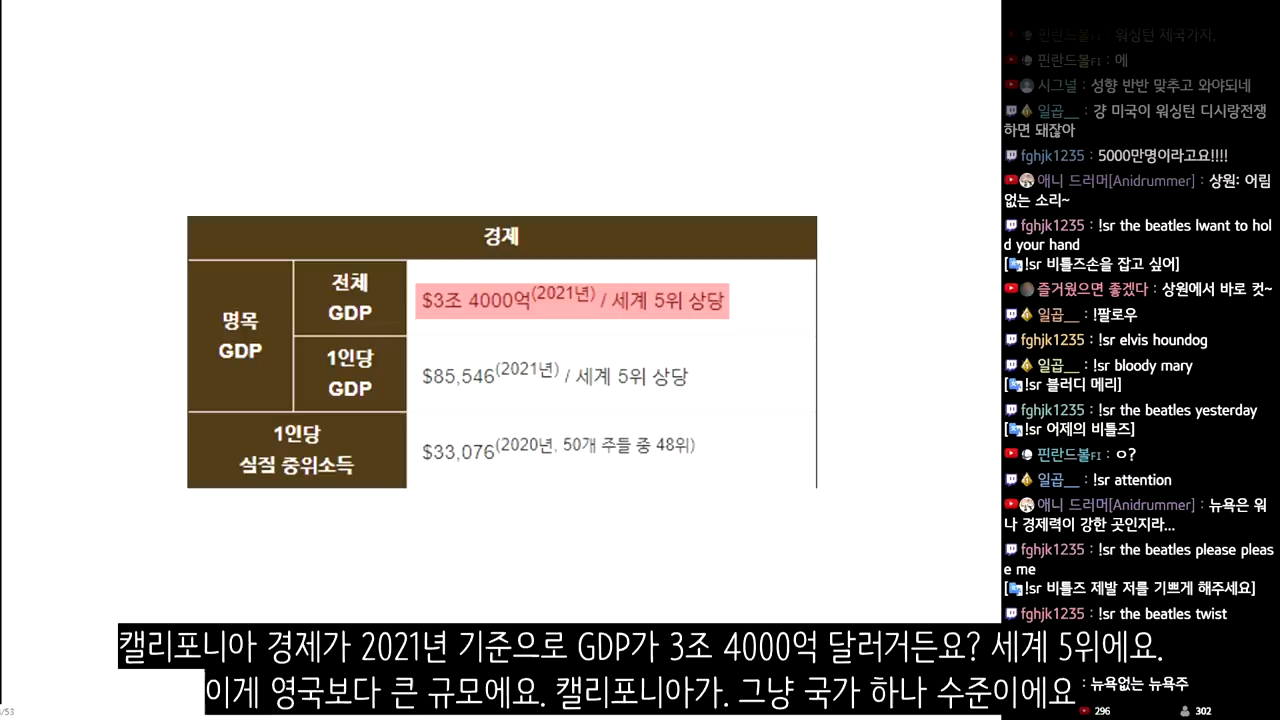 경제
명목
GDP
전체
GDP
$3조 4000억(2021년) / 세계 5위 상당
1인당
GDP
$85,546(2021년) / 세계 5위 상당
1인당
실질 중위소득
$33,076(2020년, 50개 주들 중 48위)
캘리포니아 경제가 2021년 기준으로 GDP가 3조 4000억 달러거든요? 세계 5위에요.
이게 영국보다 큰 규모에요. 캘리포니아가. 그냥 국가 하나 수준이에요
/53
핀란드볼FI : 워싱턴 제국가지,
핀란드볼FI : 에
시그널 : 성향 반반 맞추고 와야되네
일곱__ : 걍 미국이 워싱턴 디시랑전쟁
하면 돼잖아
fghjk1235 : 5000만명이라고요!!!!
애니 드러머[Anidrummer] : 상원: 어림
없는 소리~
fghjk1235 : !sr the beatles lwant to hol
d your hand
[!sr 비틀즈손을 잡고 싶어]
즐거웠으면 좋겠다 : 상원에서 바로 컷~
일곱__ : !팔로우
fghjk1235 : !sr elvis houndog
일곱__ : !sr bloody mary
[!sr 블러디 메리]
fghjk1235 : !sr the beatles yesterday
[!sr 어제의 비틀즈]
핀란드볼FI : ㅇ?
일곱__ : !sr attention
애니 드러머[Anidrummer] : 뉴욕은 워
나 경제력이 강한 곳인지라...
fghjk1235 : !sr the beatles please pleas
e me
[!sr 비틀즈 제발 저를 기쁘게 해주세요]
fghjk1235 : !sr the beatles twist
: 뉴욕없는 뉴욕주
296
302